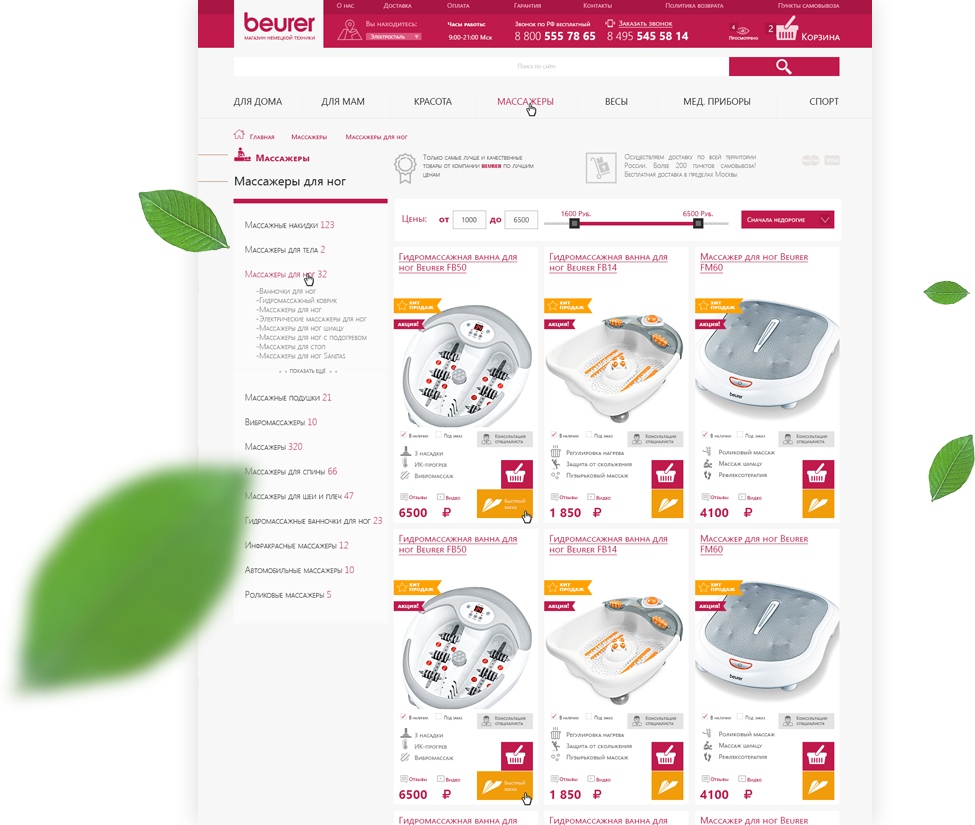 О нас Доставка Оплата Гарантия Контакты Политика возврата Пункты самовывоза
beurer
магазин немецкой техники
Вы находитесь:
Электросталь
Часы работы:
9:00-21:00 Мск
Звонок по РФ бесплатный
8 800 555 78 65
Заказать звонок
8 495 545 58 14
4
Просмотрено
2
Корзина
Поиск по сайту
ДЛЯ ДОМА ДЛЯ МАМ КРАСОТА МАССАЖЕРЫ ВЕСЫ МЕД. ПРИБОРЫ СПОРТ
Главная Массажеры Массажеры для ног
Массажеры
Массажеры для ног
Только самые лучше и качественные
товары от компании beurer по лучшим
ценам
Осуществляем доставку по всей территории
России. Более 200 пунктов самовывоза!
Бесплатная доставка в пределах Москвы
Массажные накидки 123
Массажеры для тела 2
Массажеры для ног 32
-Ванночки для ног
-Гидромассажный коврик
-Массажеры для ног
-Электрические массажеры для ног
-Массажеры для ног шиацу
-Массажеры для ног с подогревом
-Массажеры для стоп
-Массажеры для ног Sanitas
показать ещё
Массажные подушки 21
Вибромассажеры 10
Массажеры 320
Массажеры для спины 66
Массажеры для шеи и плеч 47
Гидромассажные ванночки для ног 23
Инфракрасные массажеры 12
Автомобильные массажеры 10
Роликовые массажеры 5
Цены: от 1000 до 6500
1600 Руб. 6500 Руб.
Сначала недорогие
Гидромассажная ванна для
ног Beurer FB50
Хит
продаж
Акция!
В наличии Под заказ
Консультация
специалиста
3 насадки
ИК-прогрев
Вибромассаж
Отзывы Видео
6500 ₽
Быстрый
заказ
Гидромассажная ванна для
ног Beurer FB14
Хит
продаж
Акция!
В наличии Под заказ
Консультация
специалиста
Регулировка нагрева
Защита от скольжения
Пузырьковый массаж
Отзывы Видео
1 850 ₽
Массажер для ног Beurer
FM60
Хит
продаж
Акция!
beurer
В наличии Под заказ
Консультация
специалиста
Роликовый массаж
Массаж шиацу
Рефлексотерапия
Отзывы Видео
4100 ₽
Гидромассажная ванна для
ног Beurer FB50
Хит
продаж
Акция!
В наличии Под заказ
Консультация
специалиста
3 насадки
ИК-прогрев
Вибромассаж
Отзывы Видео
6500 ₽
Быстрый
заказ
Гидромассажная ванна для
ног Beurer FB14
Хит
продаж
Акция!
В наличии Под заказ
Консультация
специалиста
Регулировка нагрева
Защита от скольжения
Пузырьковый массаж
Отзывы Видео
1 850 ₽
Массажер для ног Beurer
FM60
Хит
продаж
Акция!
beurer
В наличии Под заказ
Консультация
специалиста
Роликовый массаж
Массаж шиацу
Рефлексотерапия
Отзывы Видео
4100 ₽
Гидромассажная ванна для Гидромассажная ванна для Массажер для ног Beurer